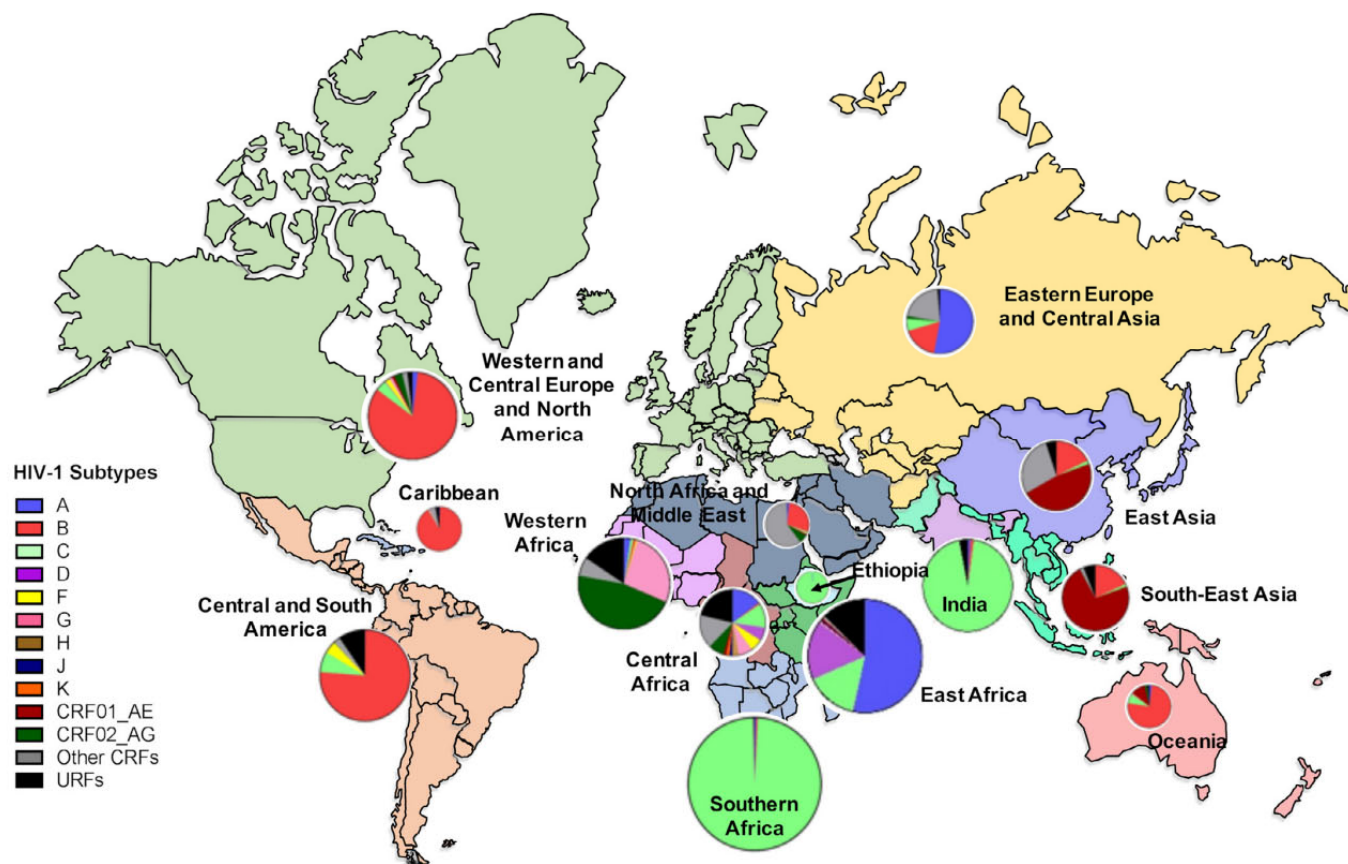 Eastern Europe
and Central Asia
Western and
Central Europe
and North
America
HIV-1 Subtypes
A
B
C
D
F
G
H
J
K
CRF01_AE
CRF02_AG
Other CRFs
URFs
Caribbean
North Africa and
Middle East
Western
Africa
East Asia
Ethiopia
India
South-East Asia
Central and South
America
Central
Africa
East Africa
Oceania
Southern
Africa